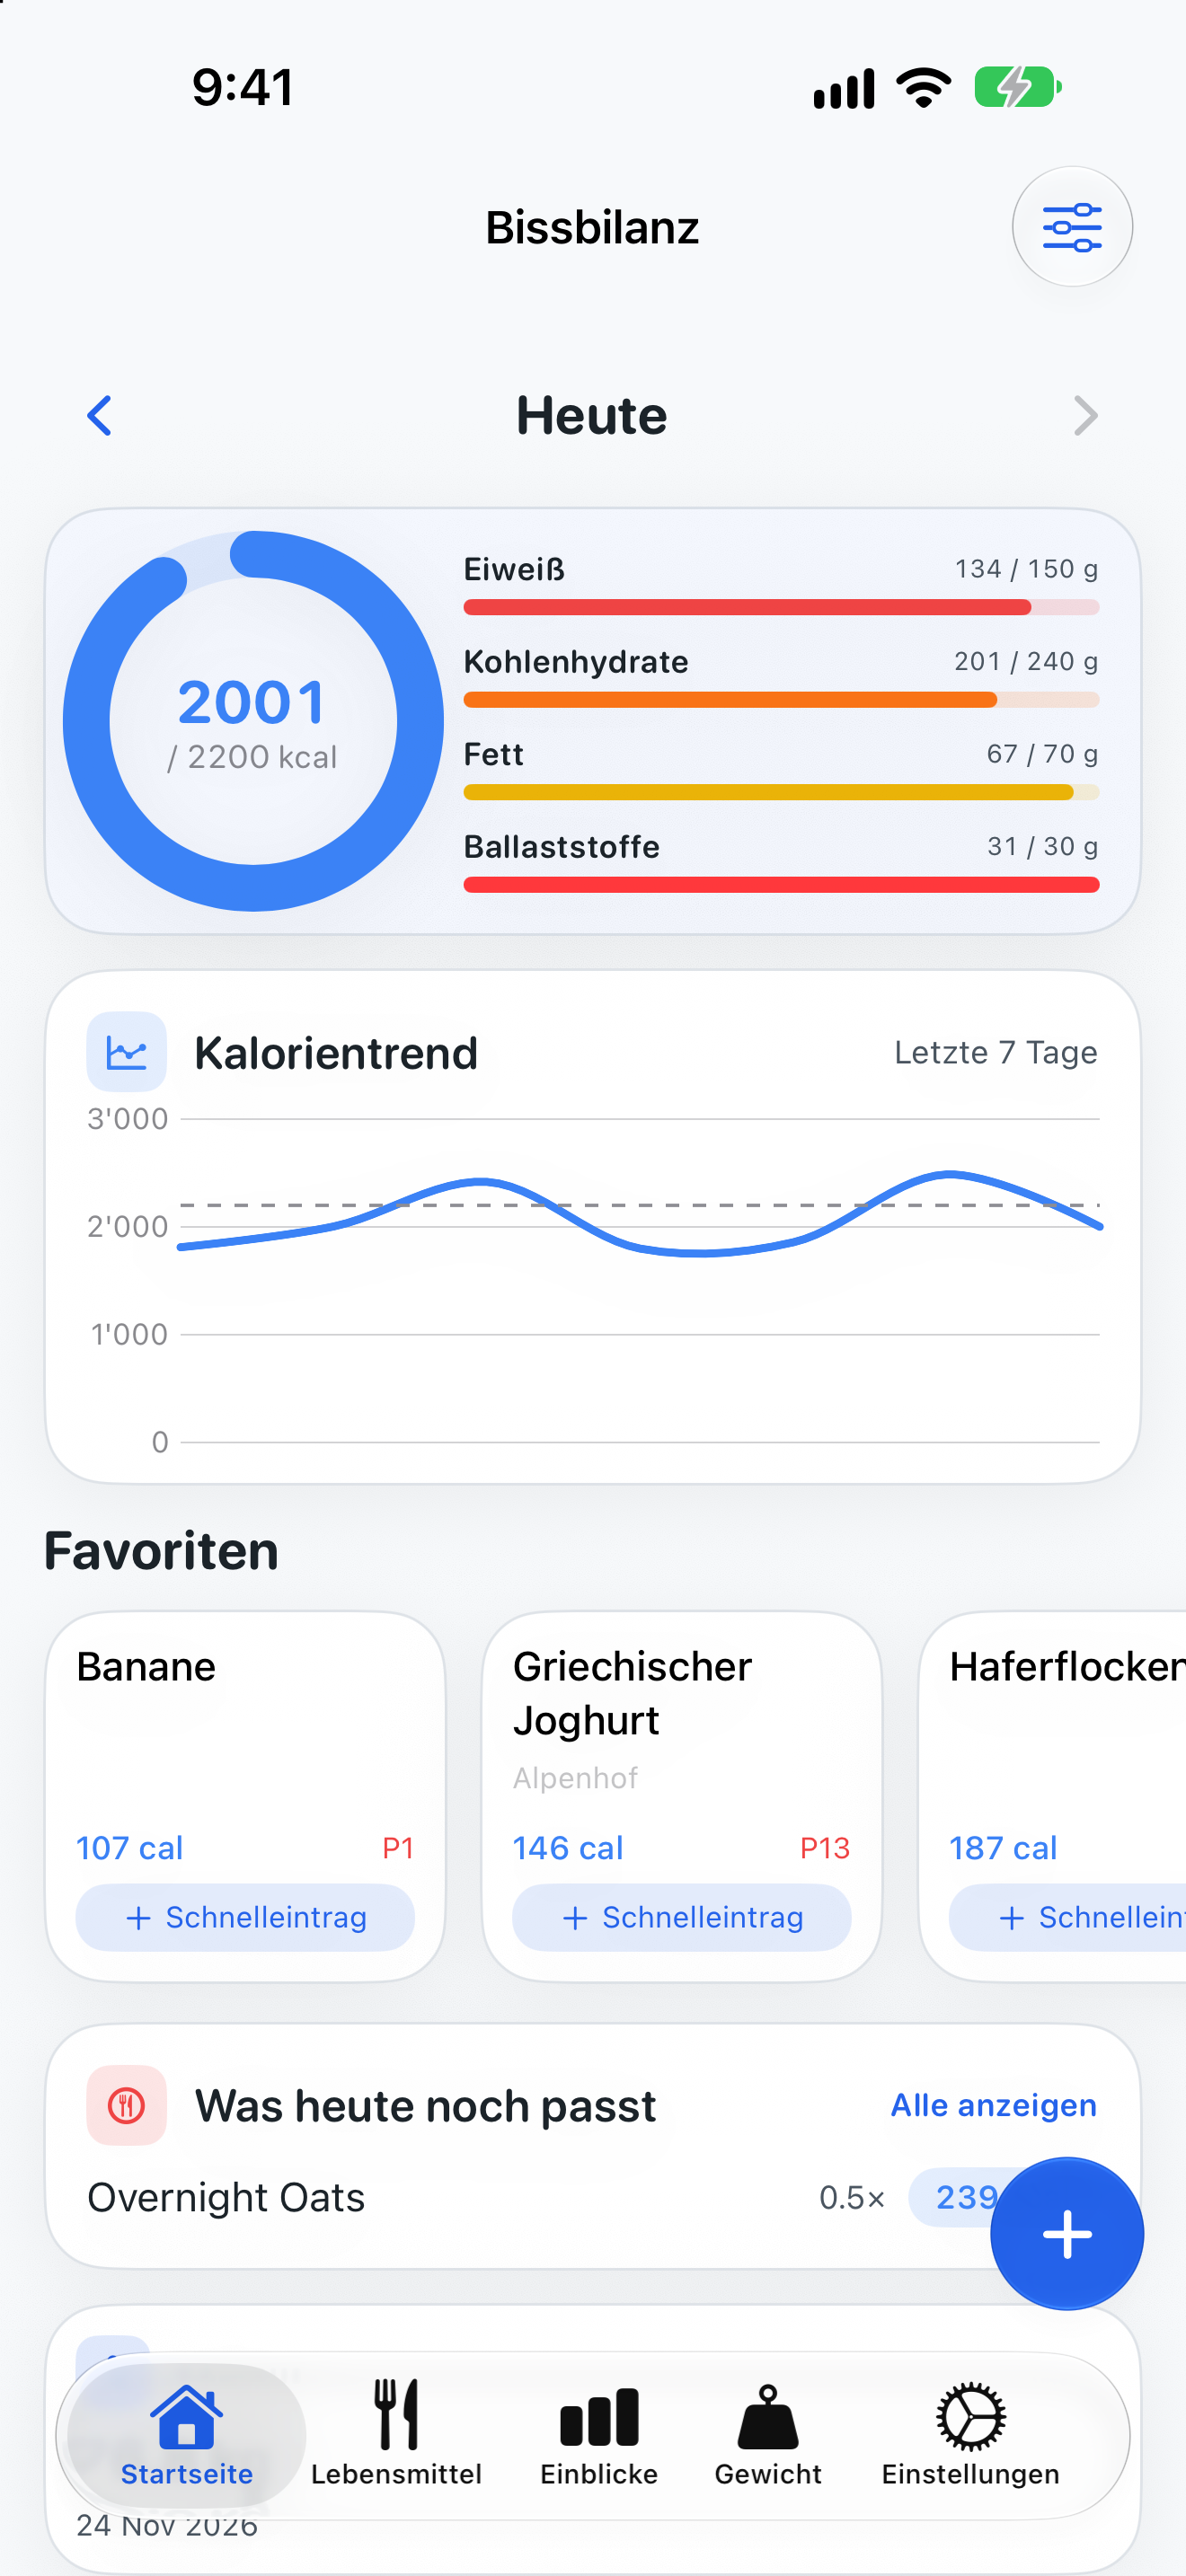 9:41
Bissbilanz
Heute
2001
/ 2200 kcal
Eiweiß 134 / 150 g
Kohlenhydrate 201 / 240 g
Fett 67 / 70 g
Ballaststoffe 31 / 30 g
Kalorientrend Letzte 7 Tage
3'000
2'000
1'000
0
Favoriten
Banane
107 cal P1
+ Schnelleintrag
Griechischer
Joghurt
Alpenhof
146 cal P13
+ Schnelleintrag
Haferflocken
187 cal
+ Schnellein
Was heute noch passt Alle anzeigen
Overnight Oats 0.5× 239
Startseite Lebensmittel Einblicke Gewicht Einstellungen
24 Nov 2026